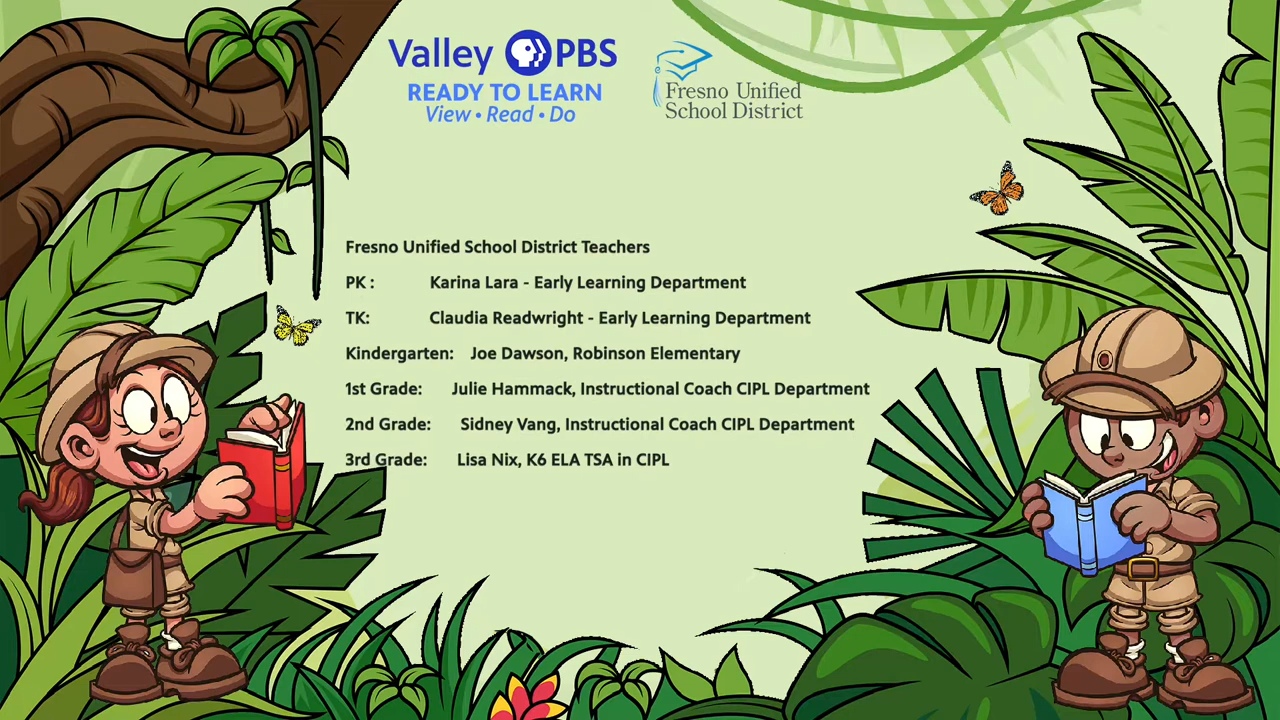 Valley PBS
READY TO LEARN
View • Read • Do
Fresno Unified
School District
Fresno Unified School District Teachers
PK : Karina Lara - Early Learning Department
TK: Claudia Readwright - Early Learning Department
Kindergarten: Joe Dawson, Robinson Elementary
1st Grade: Julie Hammack, Instructional Coach CIPL Department
2nd Grade: Sidney Vang, Instructional Coach CIPL Department
3rd Grade: Lisa Nix, K6 ELA TSA in CIPL